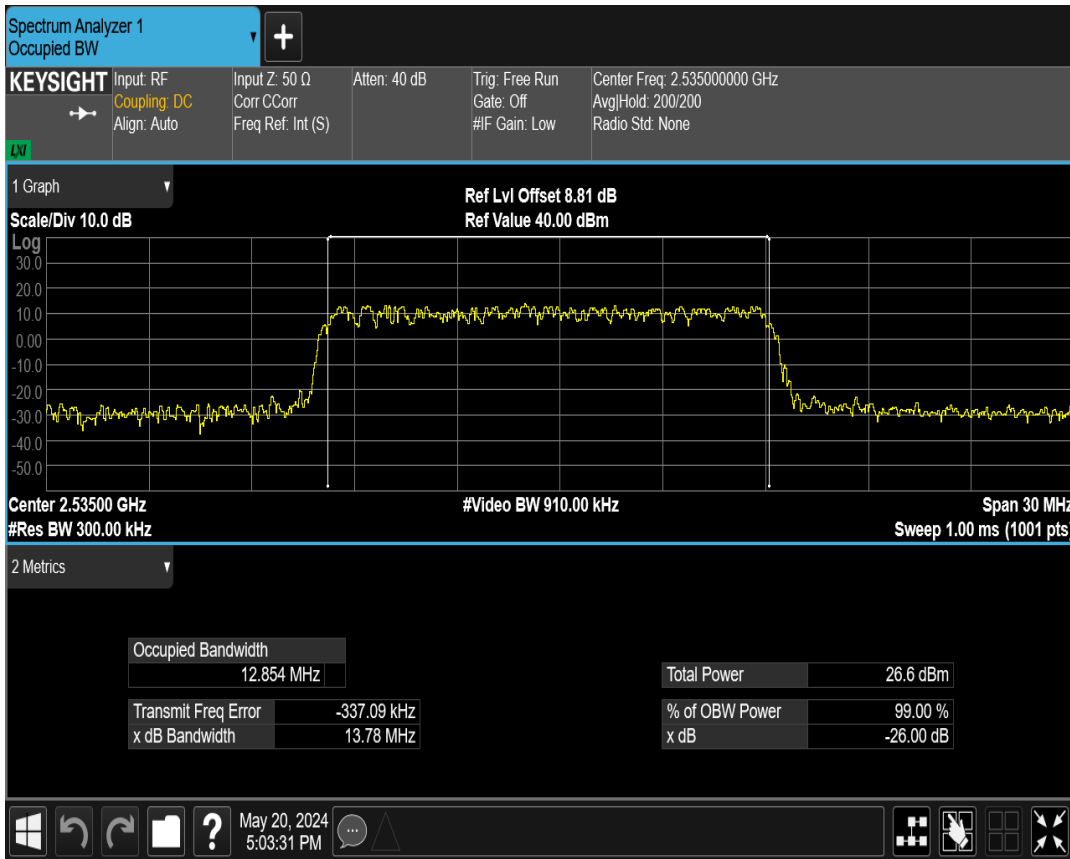 Spectrum Analyzer 1
Occupied BW
KEYSIGHT
LXI
Input: RF
Coupling: DC
Align: Auto
Input Z: 50 Ω
Corr CCorr
Freq Ref: Int (S)
Atten: 40 dB
Trig: Free Run
Gate: Off
#IF Gain: Low
Center Freq: 2.535000000 GHz
Avg|Hold: 200/200
Radio Std: None
1 Graph
Scale/Div 10.0 dB
Ref Lvl Offset 8.81 dB
Ref Value 40.00 dBm
Log
30.0
20.0
10.0
0.00
-10.0
-20.0
-30.0
-40.0
-50.0
Center 2.53500 GHz
#Video BW 910.00 kHz
Span 30 MHz
#Res BW 300.00 kHz
Sweep 1.00 ms (1001 pts)
2 Metrics
Occupied Bandwidth
12.854 MHz
Total Power 26.6 dBm
Transmit Freq Error -337.09 kHz
% of OBW Power 99.00 %
x dB Bandwidth 13.78 MHz
x dB -26.00 dB
?
May 20, 2024
5:03:31 PM